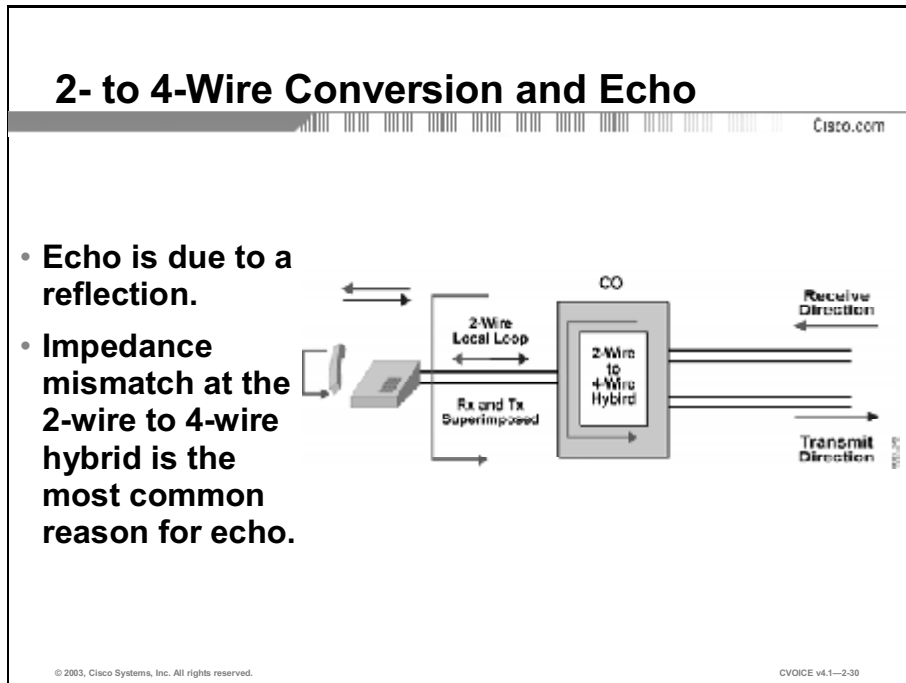 2- to 4-Wire Conversion and Echo
Cisco.com
• Echo is due to a
reflection.
• Impedance
mismatch at the
2-wire to 4-wire
hybrid is the
most common
reason for echo.
CO
2-Wire
Local Loop
Rx and Tx
Superimposed
2-Wire
to
4-Wire
Hybird
Receive
Direction
Transmit
Direction
© 2003, Cisco Systems, Inc. All rights reserved.
CVOICE v4.1—2-30